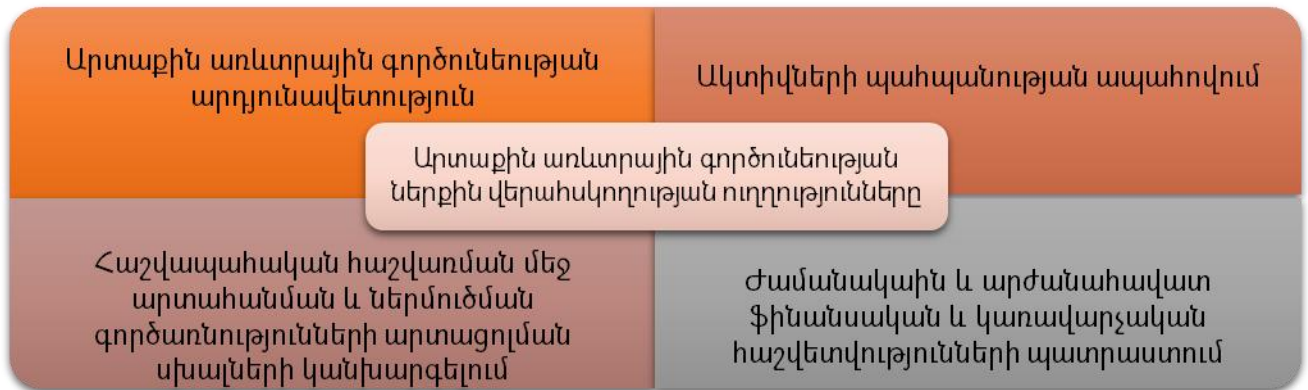 Արտաքին առևտրային գործունեության
արդյունավետություն
Ակտիվների պահպանության ապահովում
Արտաքին առևտրային գործունեության
ներքին վերահսկողության ուղղությունները
Հաշվապահական հաշվառման մեջ
արտահանման և ներմուծման
գործառնությունների արտացոլման
սխալների կանխարգելում
Ժամանակաին և արժանահավատ
ֆինանսական և կառավարչական
հաշվետվությունների պատրաստում